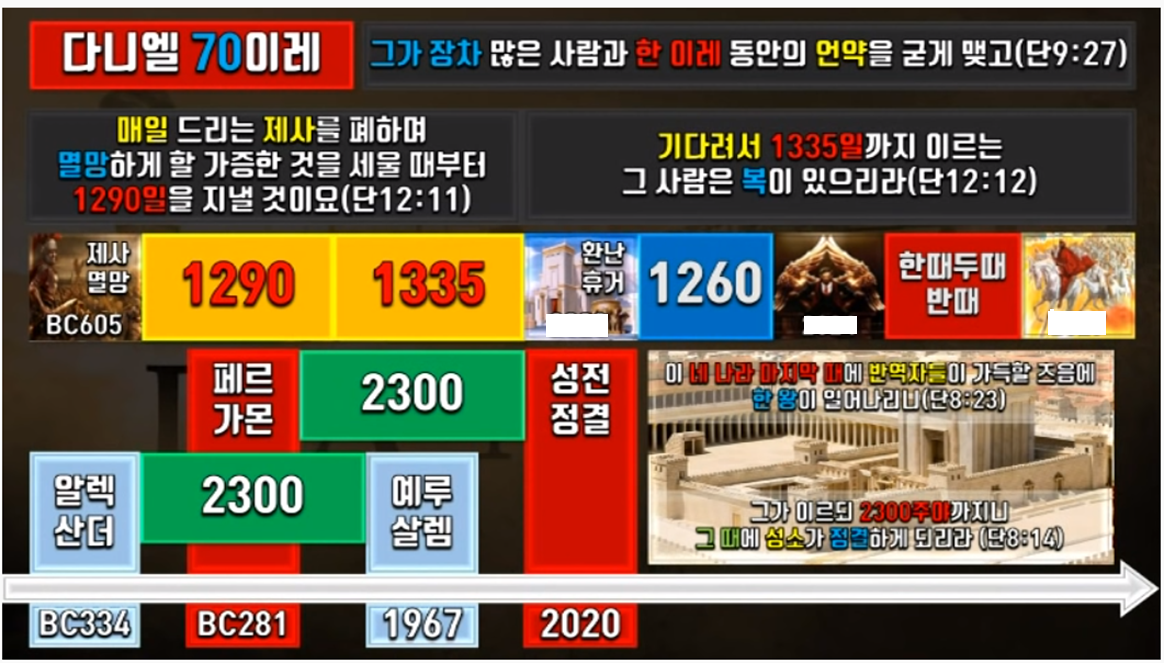 다니엘 70이레
그가 장차 많은 사람과 한 이레 동안의 언약을 굳게 맺고(단9:27)
매일 드리는 제사를 폐하며
멸망하게 할 가증한 것을 세울 때부터
1290일을 지낼 것이요(단12:11)
기다려서 1335일까지 이르는
그 사람은 복이 있으리라(단12:12)
제사
멸망
BC605
1290
1335
환난
휴거
1260
한때두때
반때
페르
가몬
2300
성전
정결
이 네 나라 마지막 때에 반역자들이 가득할 즈음에
한 왕이 일어나리니(단8:23)
알렉
산더
2300
예루
살렘
그가 이르되 2300주야까지니
그 때에 성소가 정결하게 되리라 (단8:14)
BC334
BC281
1967
2020